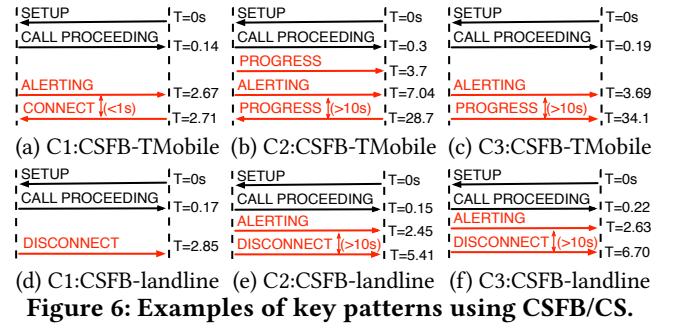 SETUP T=0s
CALL PROCEEDING T=0.14
ALERTING T=2.67
CONNECT (<1s) T=2.71
(a) C1:CSFB-TMobile
SETUP T=0s
CALL PROCEEDING T=0.3
PROGRESS T=3.7
ALERTING T=7.04
PROGRESS (>10s) T=28.7
(b) C2:CSFB-TMobile
SETUP T=0s
CALL PROCEEDING T=0.19
ALERTING T=3.69
PROGRESS (>10s) T=34.1
(c) C3:CSFB-TMobile
SETUP T=0s
CALL PROCEEDING T=0.17
DISCONNECT T=2.85
(d) C1:CSFB-landline
SETUP T=0s
CALL PROCEEDING T=0.15
ALERTING T=2.45
DISCONNECT (>10s) T=5.41
(e) C2:CSFB-landline
SETUP T=0s
CALL PROCEEDING T=0.22
ALERTING T=2.63
DISCONNECT (>10s) T=6.70
(f) C3:CSFB-landline
Figure 6: Examples of key patterns using CSFB/CS.